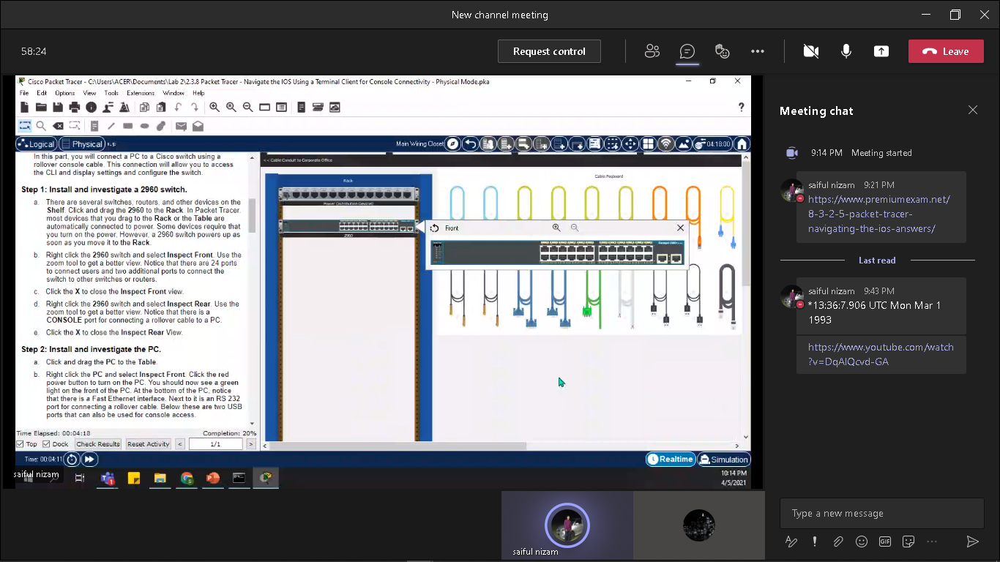 New channel meeting
58:24
Request control
Leave
Cisco Packet Tracer - C:\Users\ACER\Documents\Lab 2\2.3.8 Packet Tracer - Navigate the IOS Using a Terminal Client for Console Connectivity - Physical Mode.pka
File Edit Options View Tools Extensions Window Help
Logical Physical
Main Wiring Closet
04:18:00
In this part, you will connect a PC to a Cisco switch using a
rollover console cable. This connection will allow you to access
the CLI and display settings and configure the switch.
Step 1: Install and investigate a 2960 switch.
a. There are several switches, routers, and other devices on the
Shelf. Click and drag the 2960 to the Rack. In Packet Tracer,
most devices that you drag to the Rack or the Table are
automatically connected to power. Some devices require that
you turn on the power. However, a 2960 switch powers up as
soon as you move it to the Rack.
b. Right click the 2960 switch and select Inspect Front. Use the
zoom tool to get a better view. Notice that there are 24 ports
to connect users and two additional ports to connect the
switch to other switches or routers.
c. Click the X to close the Inspect Front view.
d. Right click the 2960 switch and select Inspect Rear. Use the
zoom tool to get a better view. Notice that there is a
CONSOLE port for connecting a rollover cable to a PC.
e. Click the X to close the Inspect Rear View.
Step 2: Install and investigate the PC.
a. Click and drag the PC to the Table.
b. Right click the PC and select Inspect Front. Click the red
power button to turn on the PC. You should now see a green
light on the front of the PC. At the bottom of the PC, notice
that there is a Fast Ethernet interface. Next to it is an RS 232
port for connecting a rollover cable. Below these are two USB
ports that can also be used for console access.
Time Elapsed: 00:04:18 Completion: 20%
Top Dock Check Results Reset Activity < 1/1 >
<< Cable Conduit to Corporate Office
Rack
Power Distribution Device0
2960
Cable Pegboard
Front
Time: 00:04:11
Realtime Simulation
saiful nizam
10:14 PM
4/5/2021
saiful nizam
Meeting chat
9:14 PM Meeting started
saiful nizam 9:21 PM
https://www.premiumexam.net/
8-3-2-5-packet-tracer-
navigating-the-ios-answers/
Last read
saiful nizam 9:43 PM
*13:36:7.906 UTC Mon Mar 1
1993
https://www.youtube.com/watch
?v=DqAlQcvd-GA
Type a new message
GIF